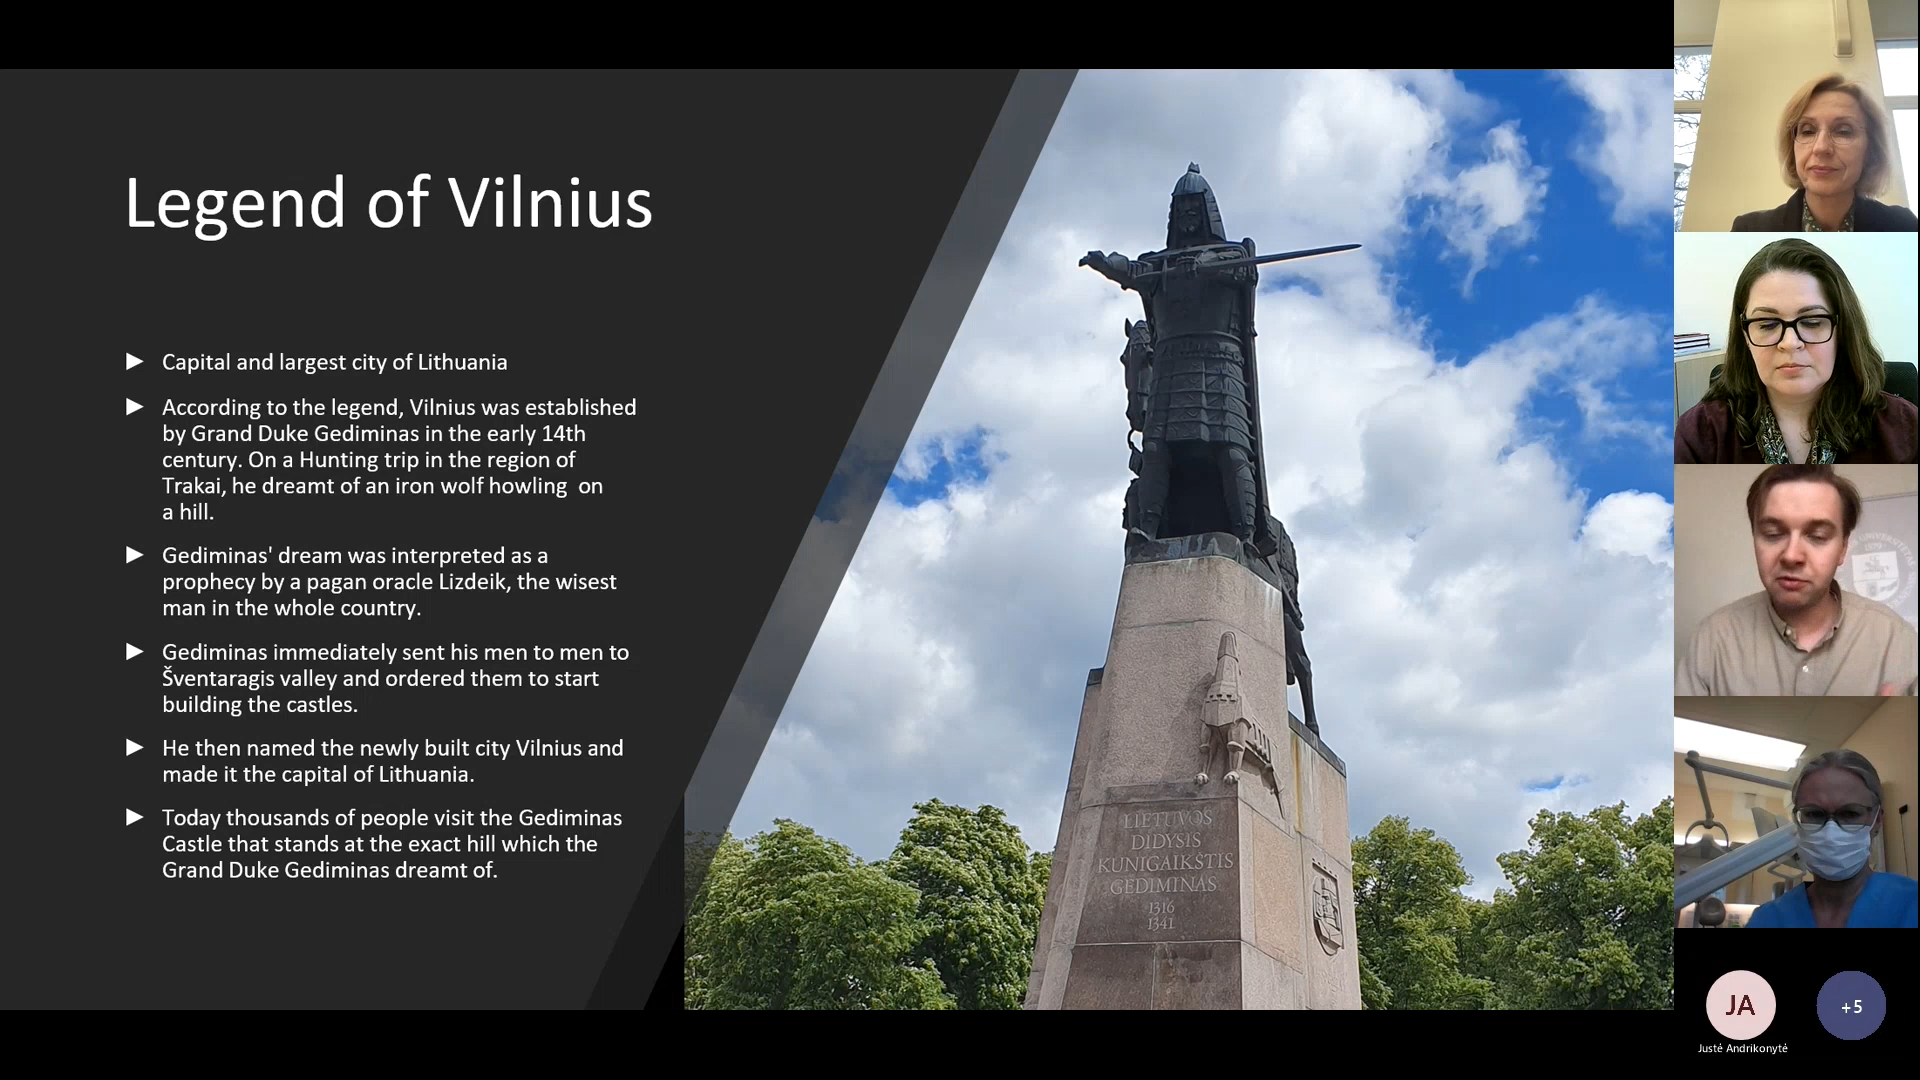 Legend of Vilnius
Capital and largest city of Lithuania
According to the legend, Vilnius was established
by Grand Duke Gediminas in the early 14th
century. On a Hunting trip in the region of
Trakai, he dreamt of an iron wolf howling  on
a hill.
Gediminas' dream was interpreted as a
prophecy by a pagan oracle Lizdeik, the wisest
man in the whole country.
Gediminas immediately sent his men to men to
Šventaragis valley and ordered them to start
building the castles.
He then named the newly built city Vilnius and
made it the capital of Lithuania.
Today thousands of people visit the Gediminas
Castle that stands at the exact hill which the
Grand Duke Gediminas dreamt of.
LIETUVOS
DIDYSIS
KUNIGAIKŠTIS
GEDIMINAS
1316
1341
JA
+5
Justė Andrikonytė